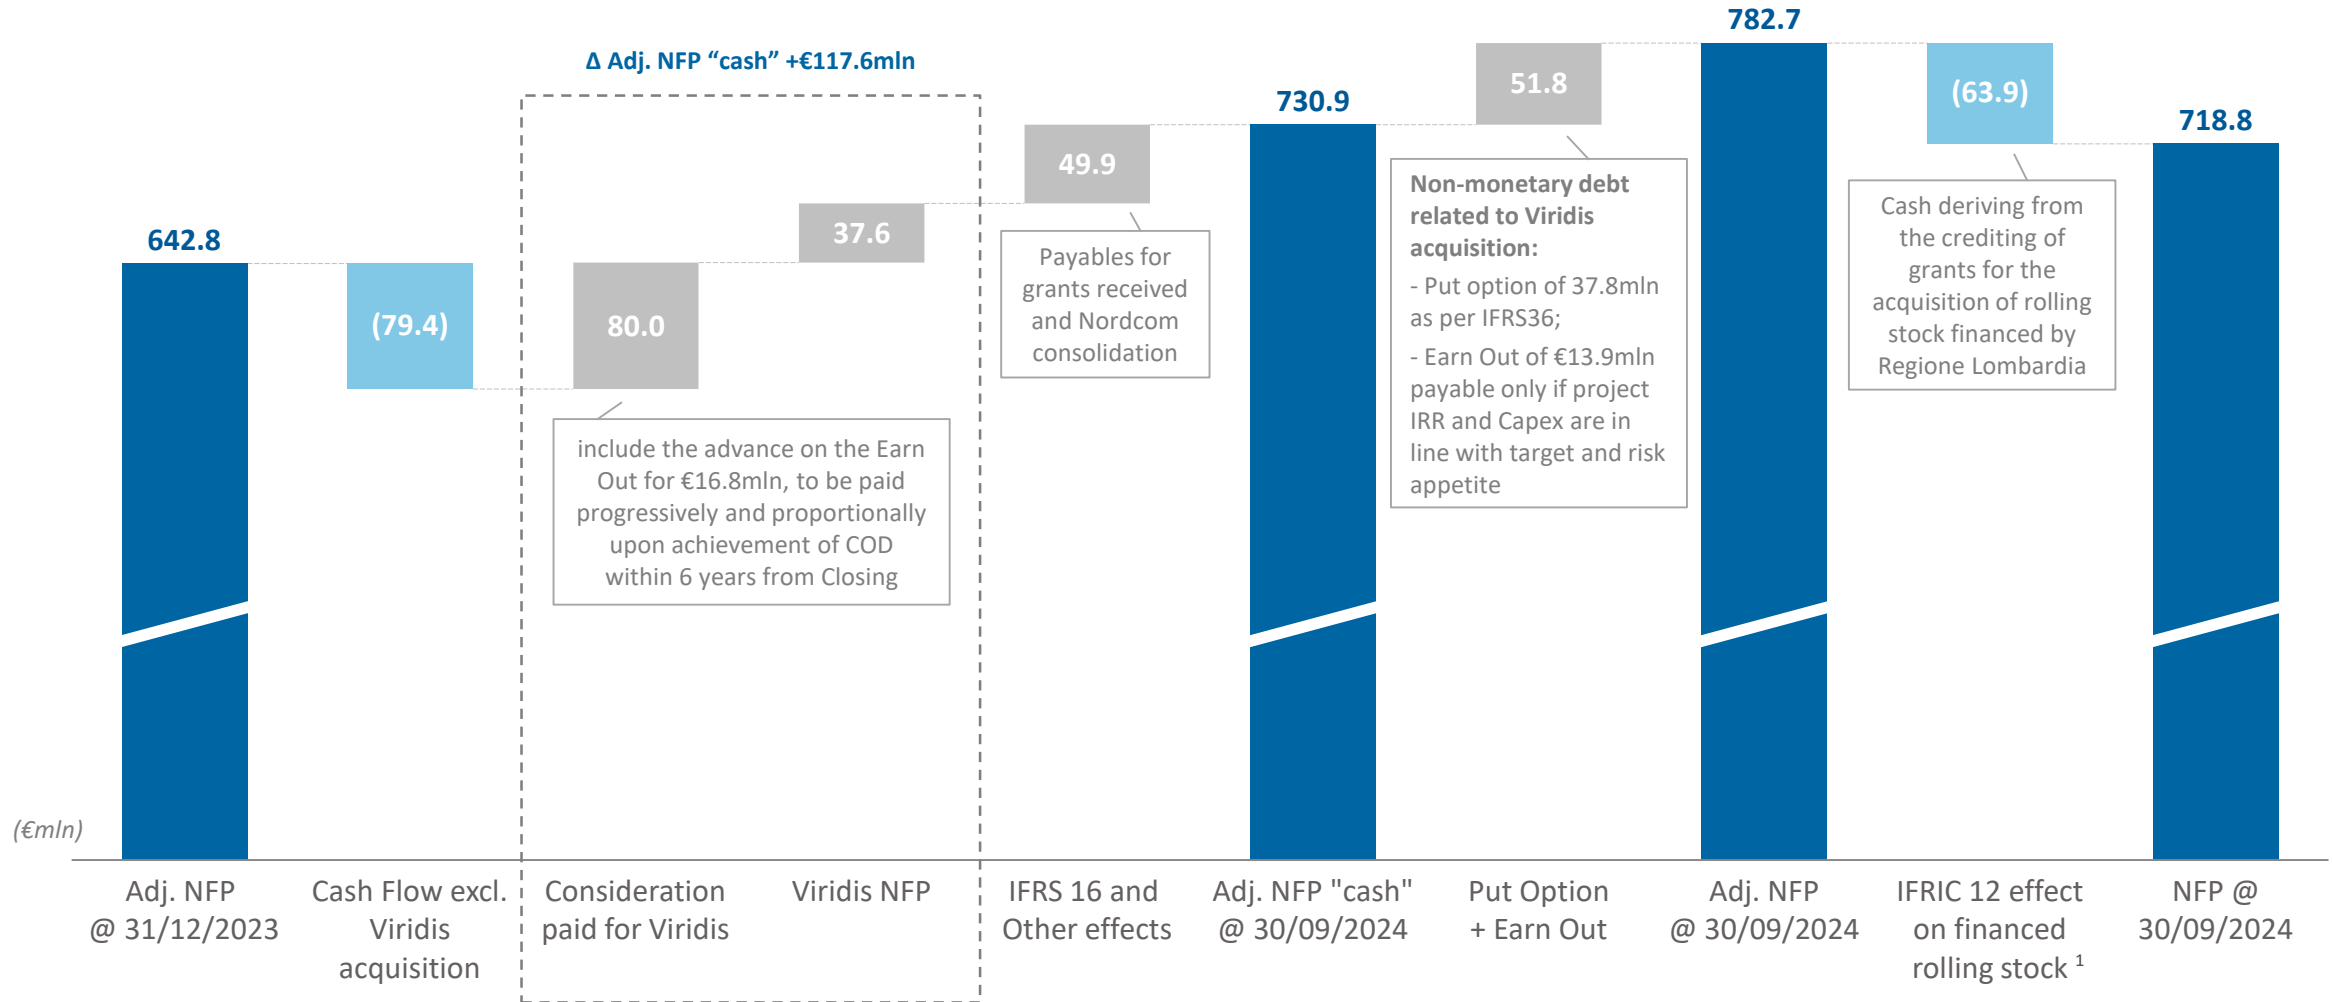 782.7
Δ Adj. NFP “cash” +€117.6mln
51.8
(63.9)
730.9
718.8
49.9
Non-monetary debt
related to Viridis
acquisition:
- Put option of 37.8mln
as per IFRS36;
- Earn Out of €13.9mln
payable only if project
IRR and Capex are in
line with target and risk
appetite
Cash deriving from
the crediting of
grants for the
acquisition of rolling
stock financed by
Regione Lombardia
642.8
37.6
Payables for
grants received
and Nordcom
consolidation
(79.4)
80.0
include the advance on the Earn
Out for €16.8mln, to be paid
progressively and proportionally
upon achievement of COD
within 6 years from Closing
(€mln)
Adj. NFP
@ 31/12/2023
Cash Flow excl.
Viridis
acquisition
Consideration
paid for Viridis
Viridis NFP
IFRS 16 and
Other effects
Adj. NFP "cash"
@ 30/09/2024
Put Option
+ Earn Out
Adj. NFP
@ 30/09/2024
IFRIC 12 effect
on financed
rolling stock ¹
NFP @
30/09/2024